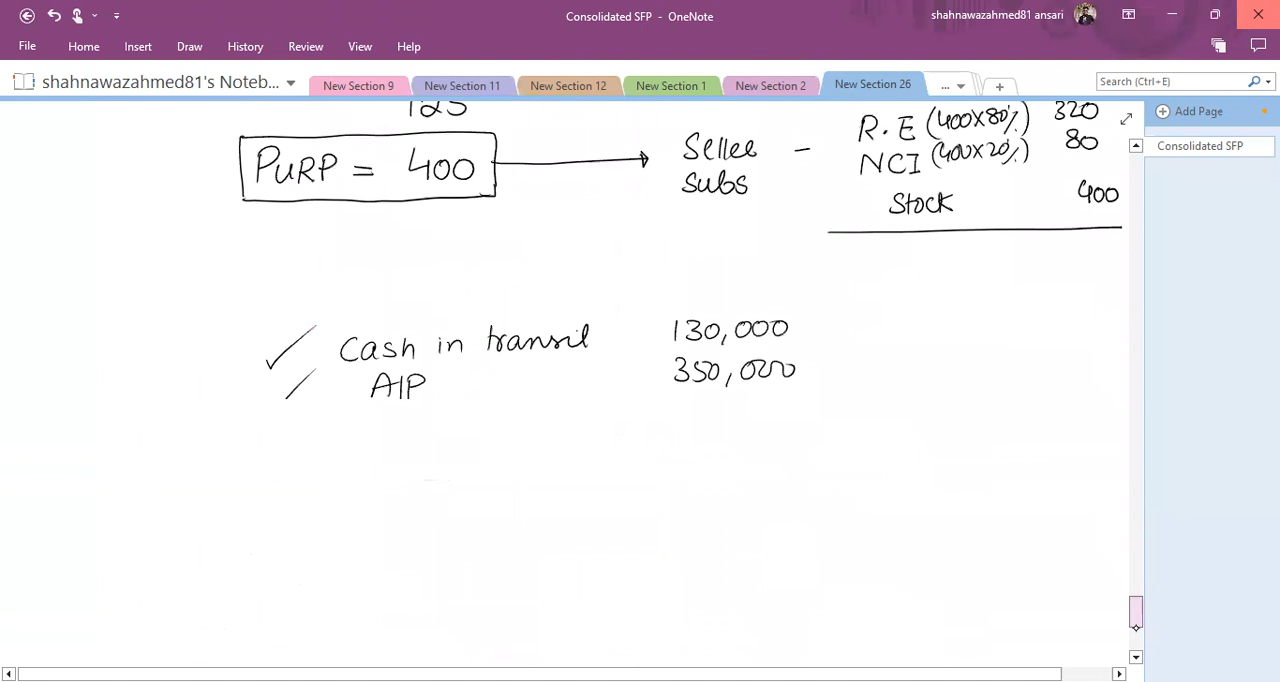 Consolidated SFP - OneNote
shahnawazahmed81 ansari
File Home Insert Draw History Review View Help
shahnawazahmed81's Noteb...
New Section 9 New Section 11 New Section 12 New Section 1 New Section 2 New Section 26 ...
Search (Ctrl+E)
Add Page
Consolidated SFP
125
PURP = 400
Seller
Subs
R.E (400x80%) 320
NCI (400x20%) 80
Stock 400
Cash in transit 130,000
A/P 350,000